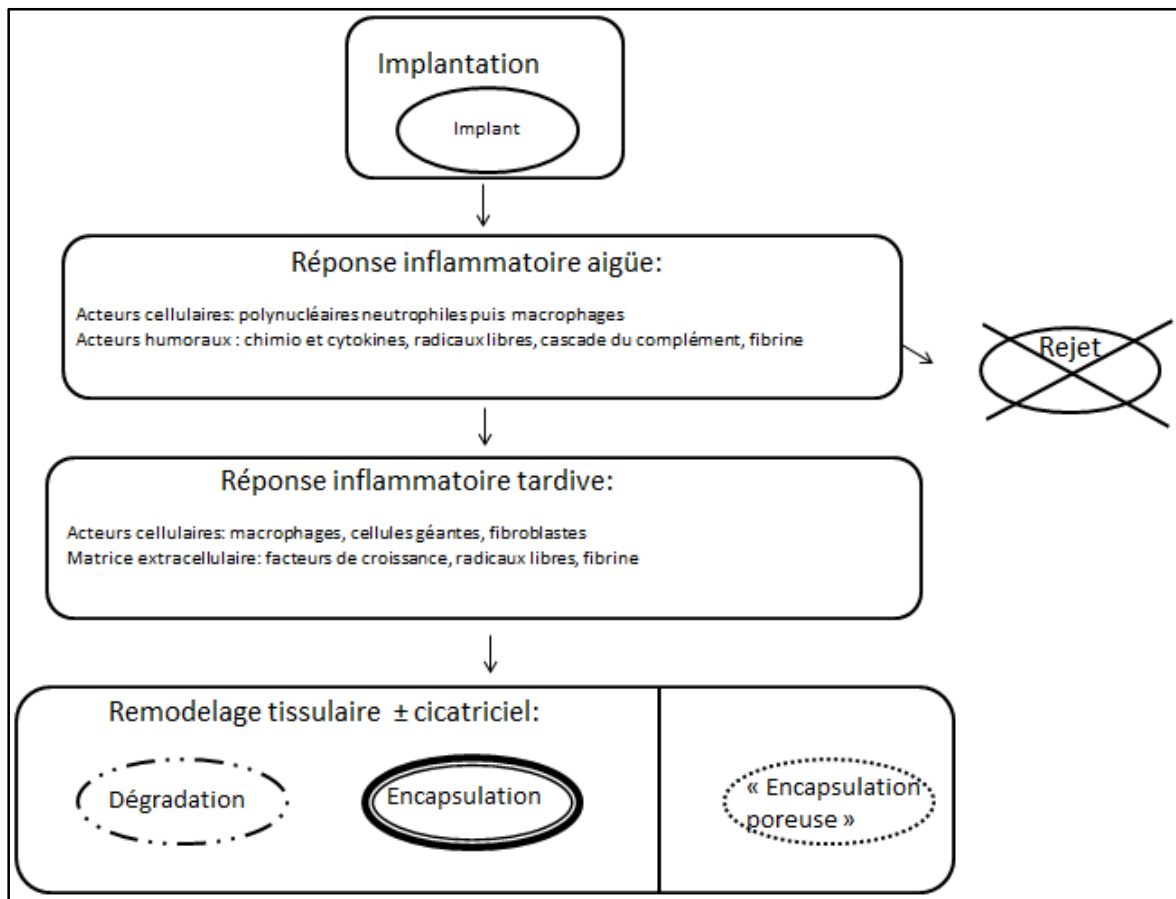 Implantation
Implant
Réponse inflammatoire aigüe:
Acteurs cellulaires: polynucléaires neutrophiles puis macrophages
Acteurs humoraux : chimio et cytokines, radicaux libres, cascade du complément, fibrine
Rejet
Réponse inflammatoire tardive:
Acteurs cellulaires: macrophages, cellules géantes, fibroblastes
Matrice extracellulaire: facteurs de croissance, radicaux libres, fibrine
Remodelage tissulaire ± cicatriciel:
Dégradation
Encapsulation
« Encapsulation
poreuse »